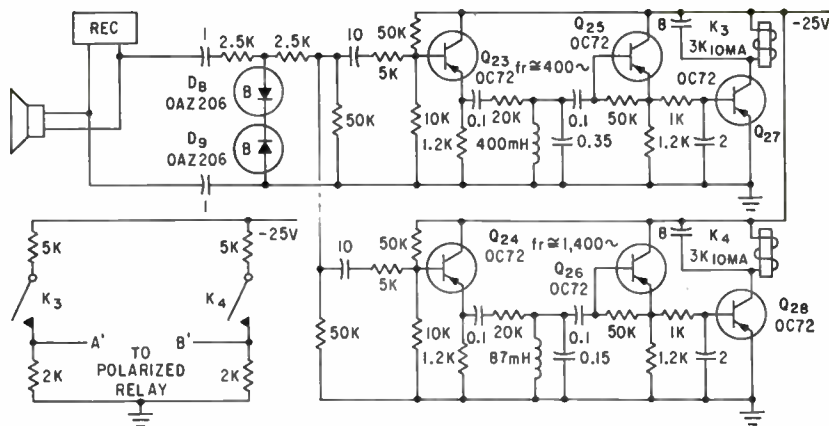 REC
1
2.5K
2.5K
D8
OAZ206
B
D9
OAZ206
B
1
50K
10
5K
50K
Q23
OC72
10K
1.2K
0.1
20K
400mH
fr≅400~
0.1
0.35
Q25
OC72
50K
1.2K
1K
2
8
K3
3K 10MA
-25V
OC72
Q27
-25V
5K
K3
A'
2K
5K
K4
B'
2K
TO
POLARIZED
RELAY
50K
10
5K
50K
Q24
OC72
10K
1.2K
0.1
20K
87mH
fr≅1,400~
0.1
0.15
Q26
OC72
50K
1.2K
1K
2
8
K4
3K 10MA
Q28
OC72